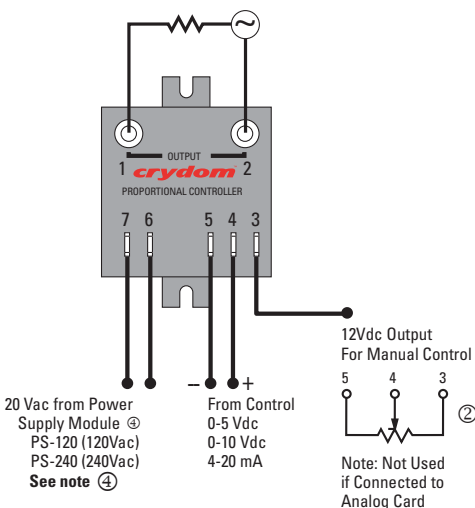 1 OUTPUT 2
crydom
PROPORTIONAL CONTROLLER
7 6 5 4 3
– +
20 Vac from Power
Supply Module ④
PS-120 (120Vac)
PS-240 (240Vac)
See note ④
From Control
0-5 Vdc
0-10 Vdc
4-20 mA
12Vdc Output
For Manual Control
5 4 3
②
Note: Not Used
if Connected to
Analog Card